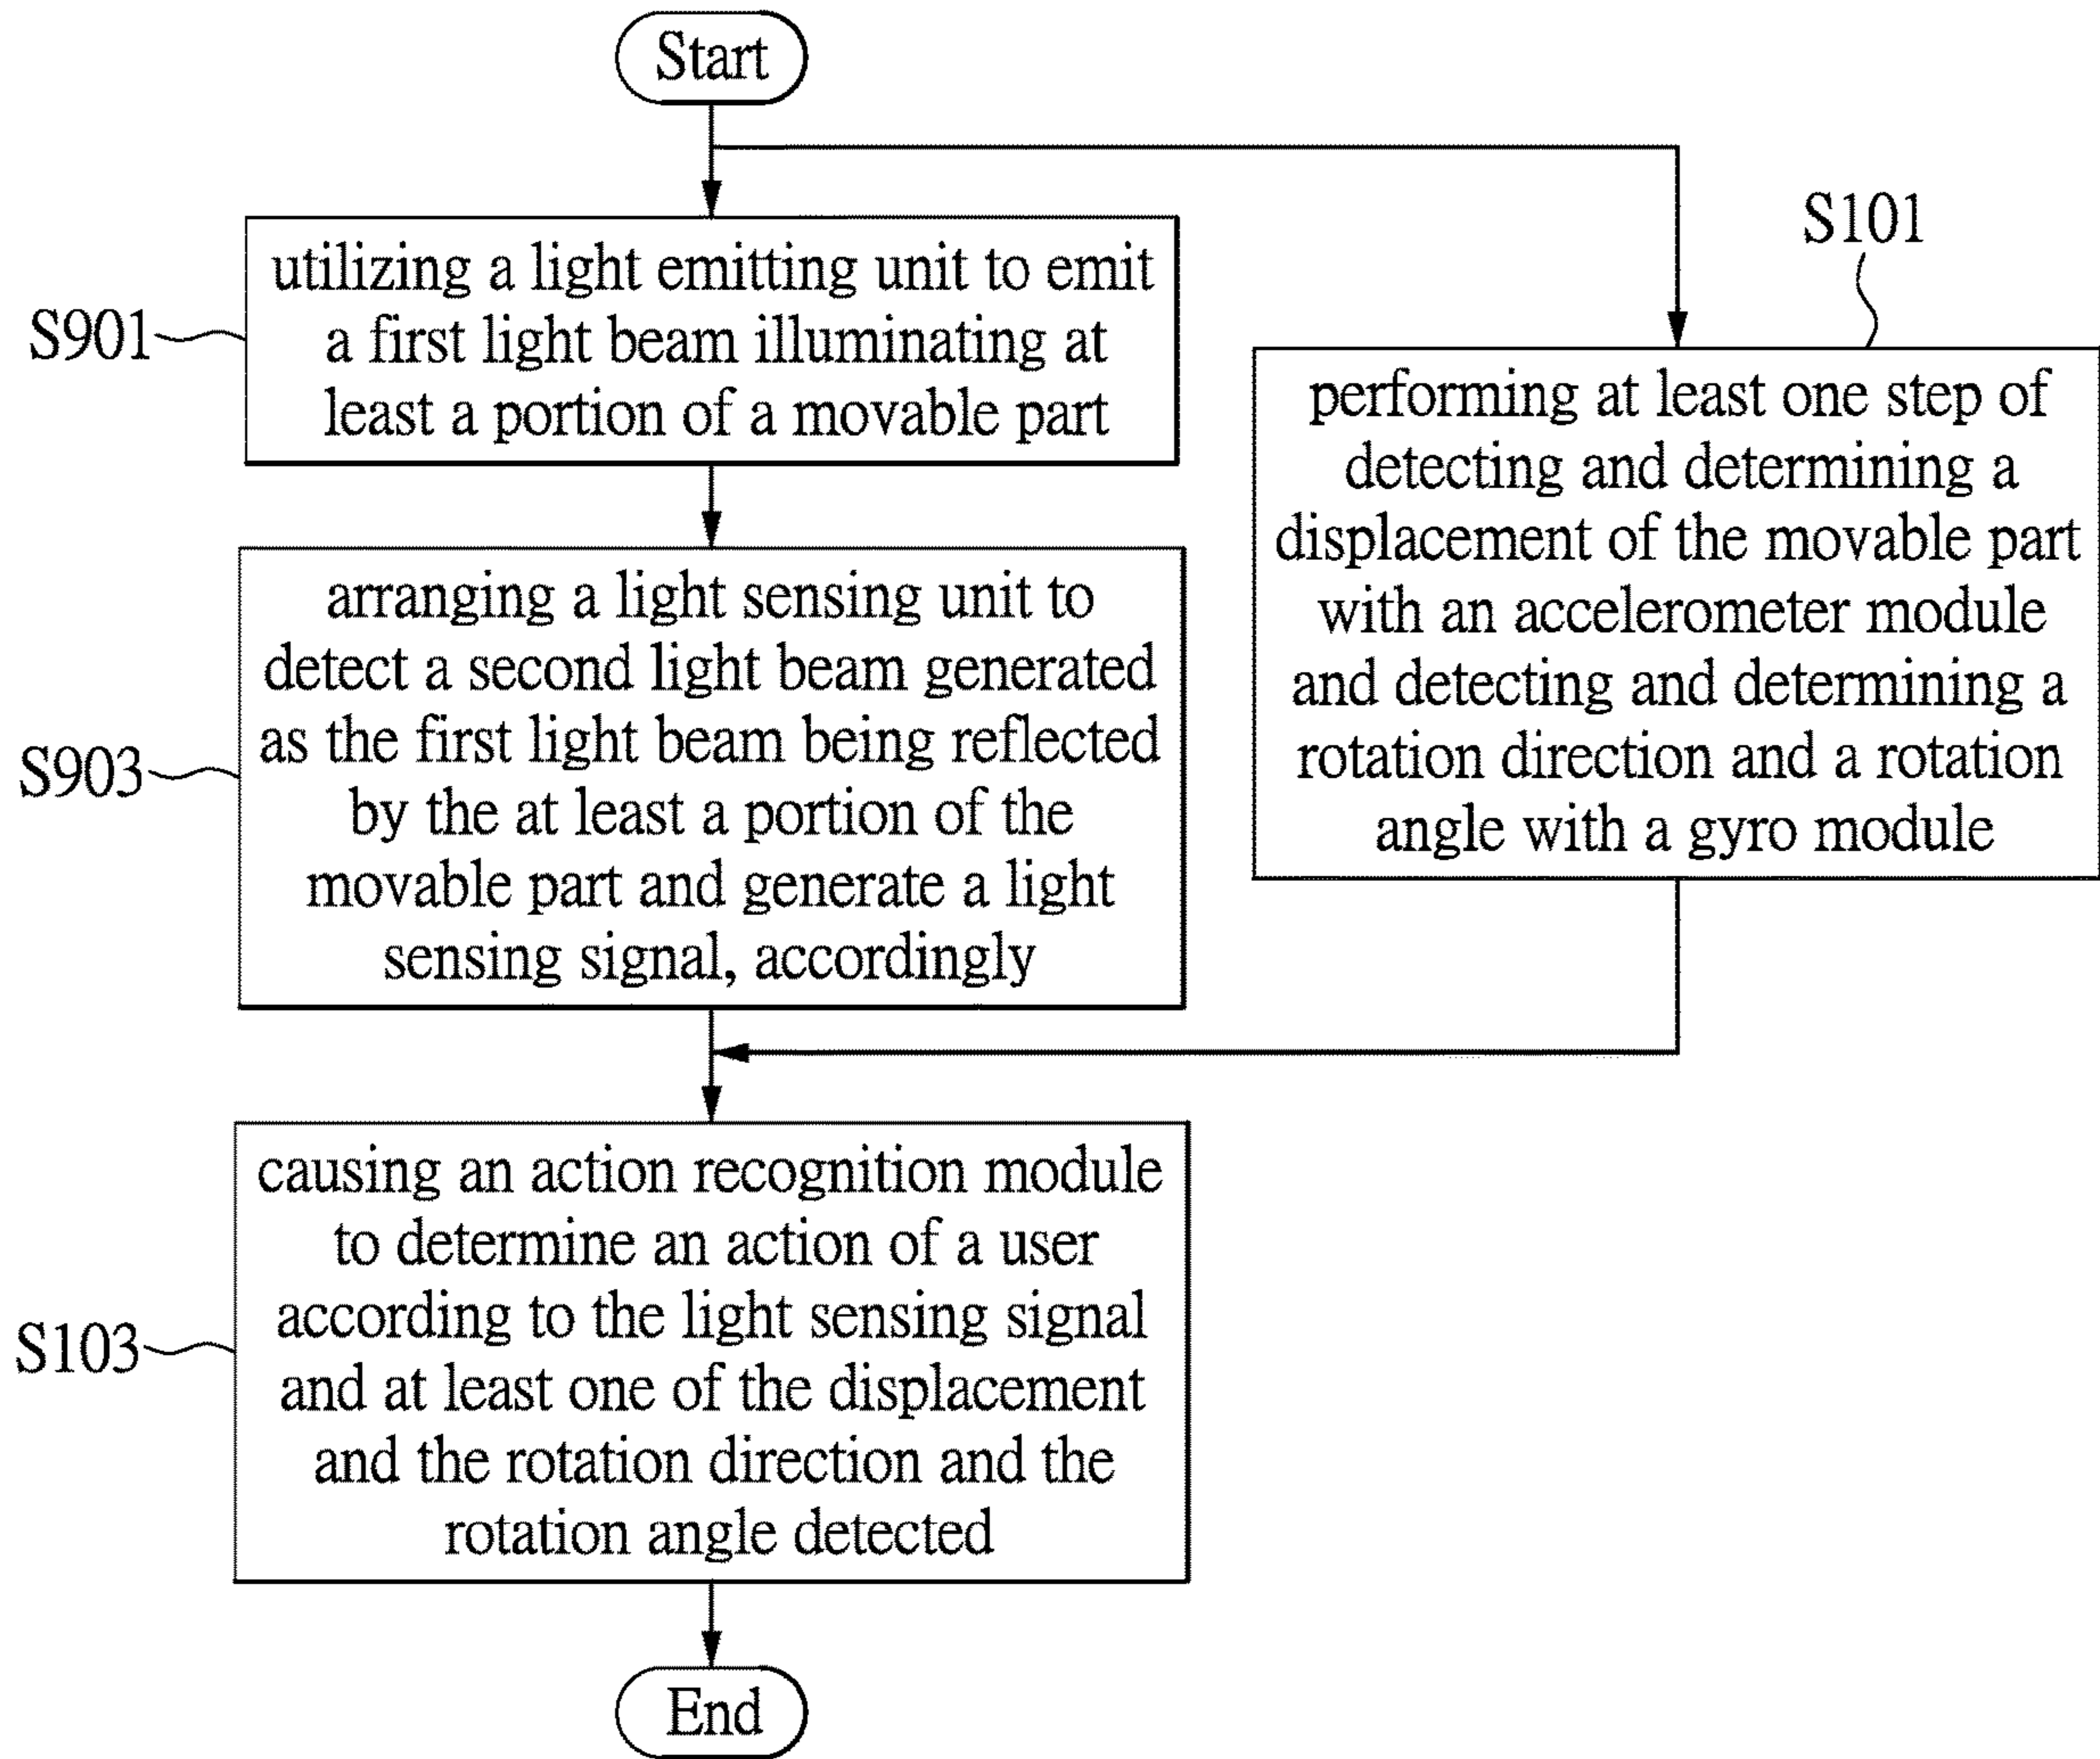 Start
S901
utilizing a light emitting unit to emit
a first light beam illuminating at
least a portion of a movable part
S101
performing at least one step of
detecting and determining a
displacement of the movable part
with an accelerometer module
and detecting and determining a
rotation direction and a rotation
angle with a gyro module
S903
arranging a light sensing unit to
detect a second light beam generated
as the first light beam being reflected
by the at least a portion of the
movable part and generate a light
sensing signal, accordingly
S103
causing an action recognition module
to determine an action of a user
according to the light sensing signal
and at least one of the displacement
and the rotation direction and the
rotation angle detected
End